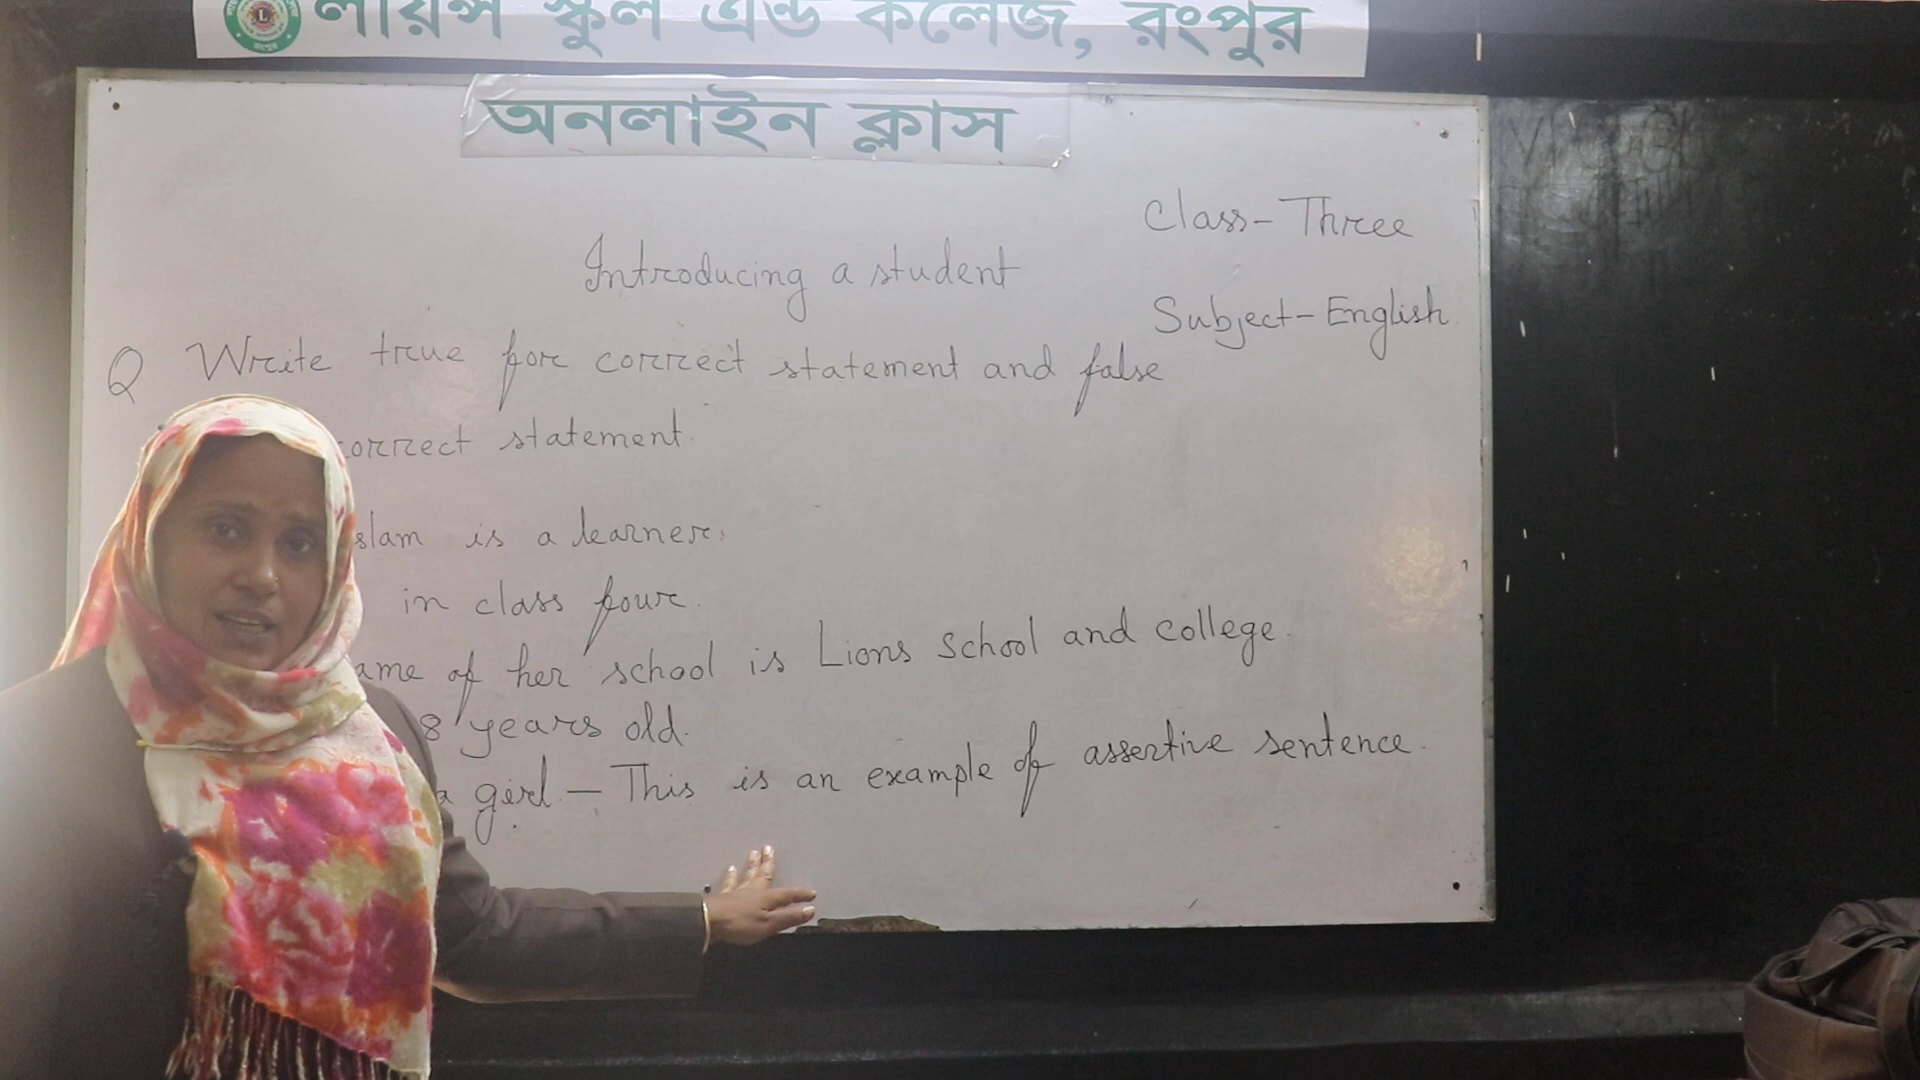 লায়ন্স স্কুল এন্ড কলেজ, রংপুর
রংপুর
অনলাইন ক্লাস
Class-Three
Introducing a student
Subject-English
Q Write true for correct statement and false
correct statement.
slam is a learner.
in class four.
ame of her school is Lions School and college.
8 years old.
a girl - This is an example of assertive sentence.